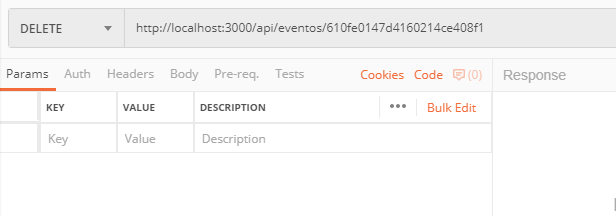 DELETE http://localhost:3000/api/eventos/610fe0147d4160214ce408f1
Params Auth Headers Body Pre-req. Tests Cookies Code (0) Response
KEY VALUE DESCRIPTION ••• Bulk Edit
Key Value Description